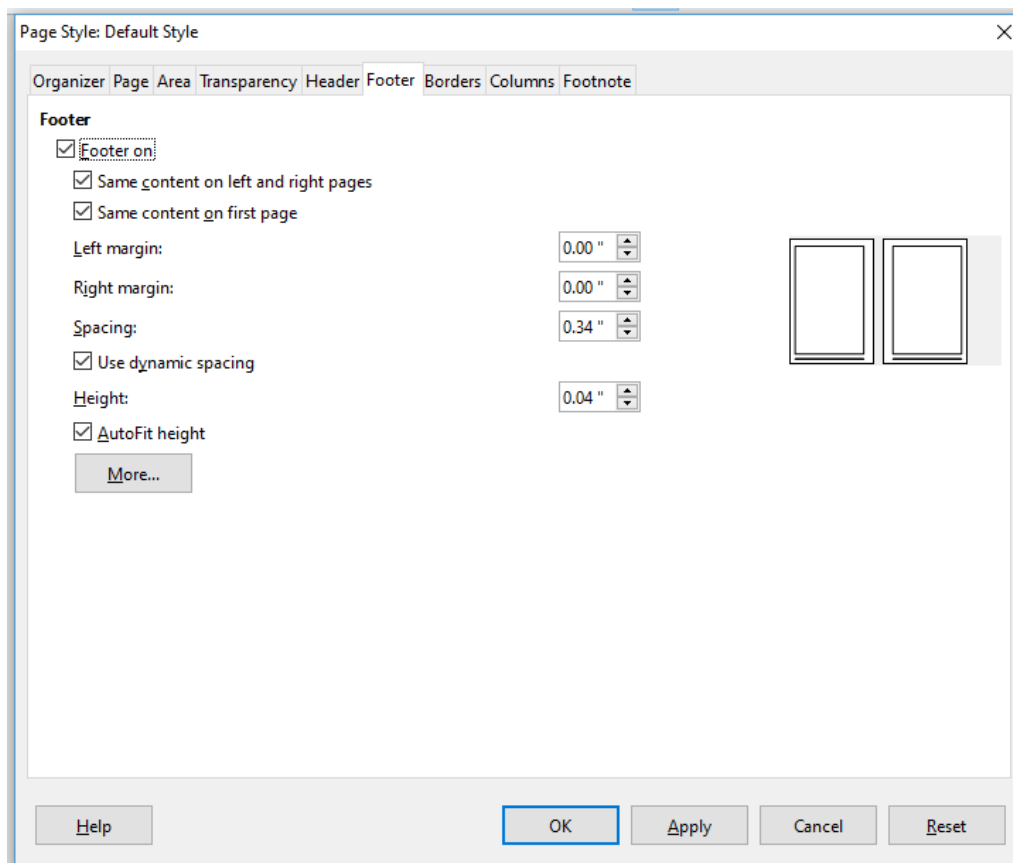 Page Style: Default Style
Organizer Page Area Transparency Header Footer Borders Columns Footnote
Footer
Footer on
Same content on left and right pages
Same content on first page
Left margin: 0.00 "
Right margin: 0.00 "
Spacing: 0.34 "
Use dynamic spacing
Height: 0.04 "
AutoFit height
More...
Help OK Apply Cancel Reset